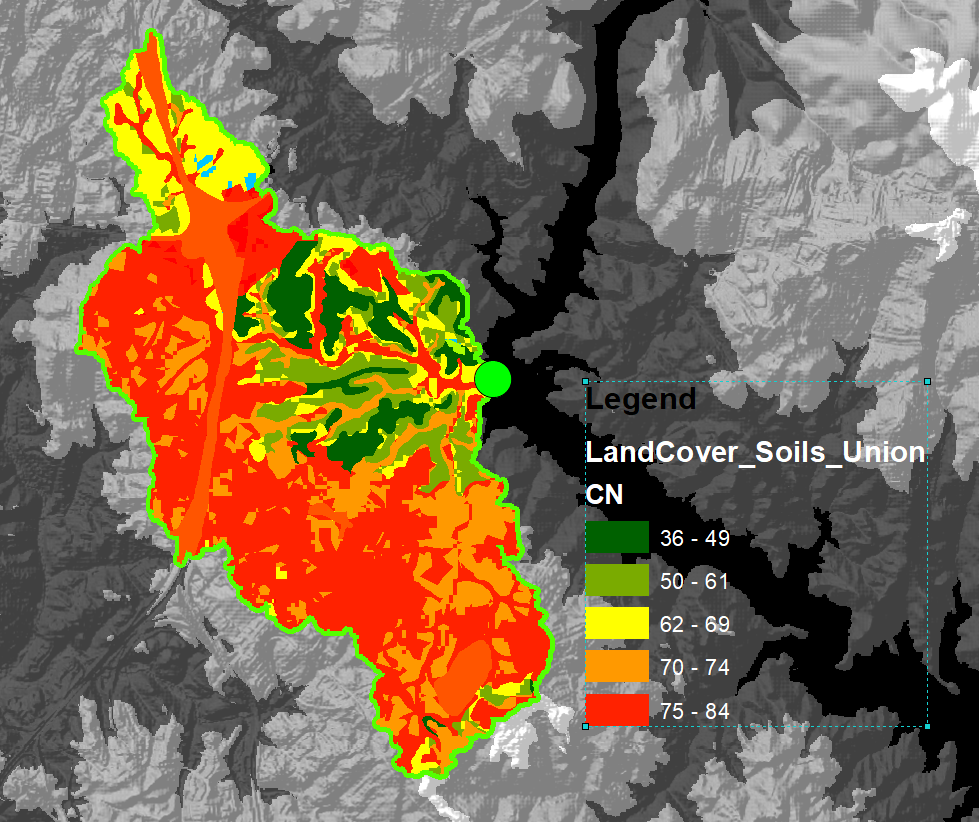 Legend
LandCover_Soils_Union
CN
36 - 49
50 - 61
62 - 69
70 - 74
75 - 84